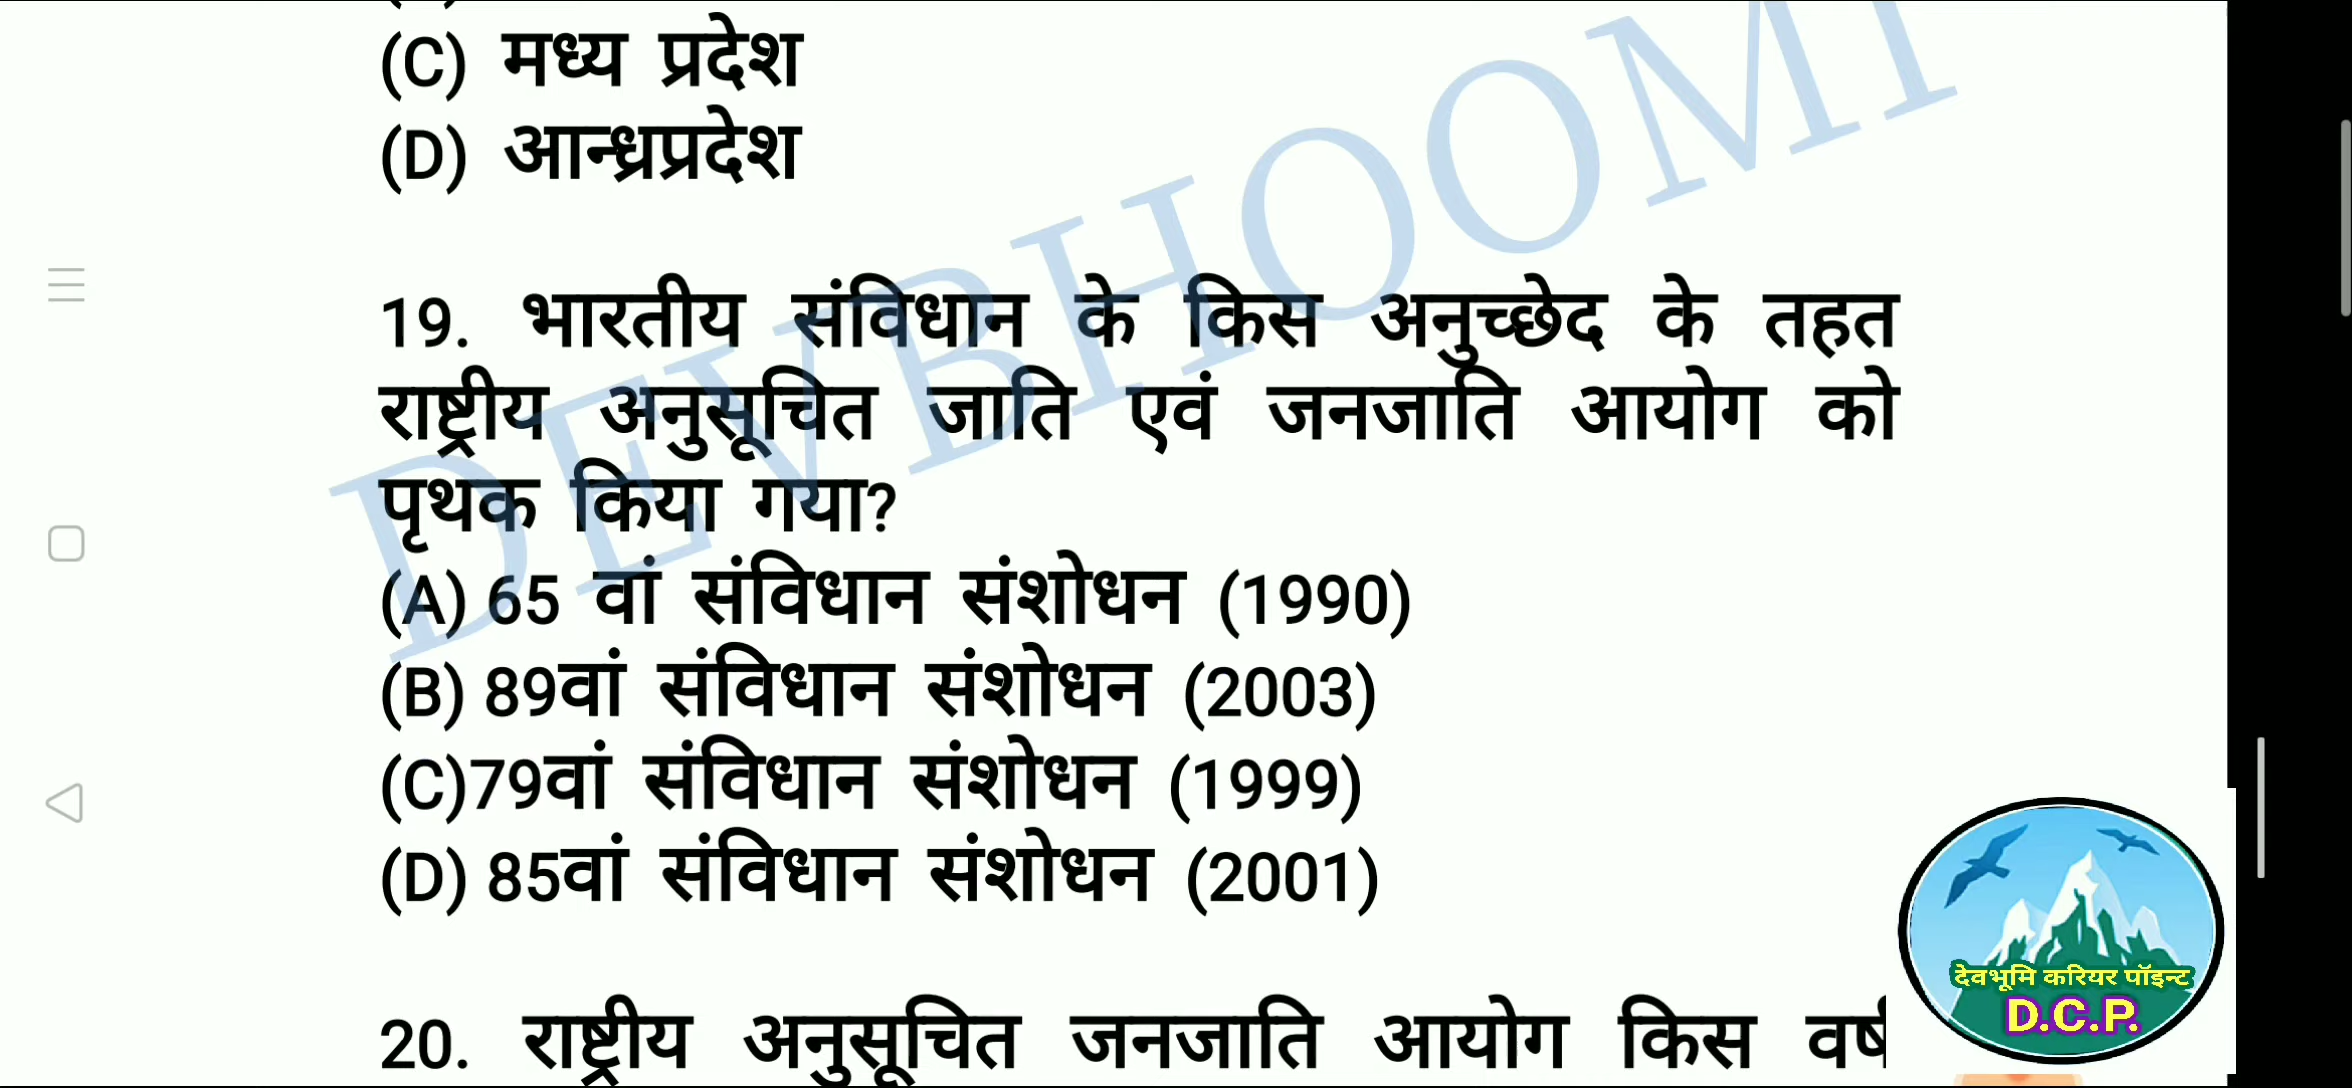 (C) मध्य प्रदेश
(D) आन्ध्रप्रदेश
19. भारतीय संविधान के किस अनुच्छेद के तहत
राष्ट्रीय अनुसूचित जाति एवं जनजाति आयोग को
पृथक किया गया?
(A) 65 वां संविधान संशोधन (1990)
(B) 89वां संविधान संशोधन (2003)
(C)79वां संविधान संशोधन (1999)
(D) 85वां संविधान संशोधन (2001)
20. राष्ट्रीय अनुसूचित जनजाति आयोग किस वर्ष
DEVBHOOMI
देवभूमि करियर पॉइन्ट
D.C.P.